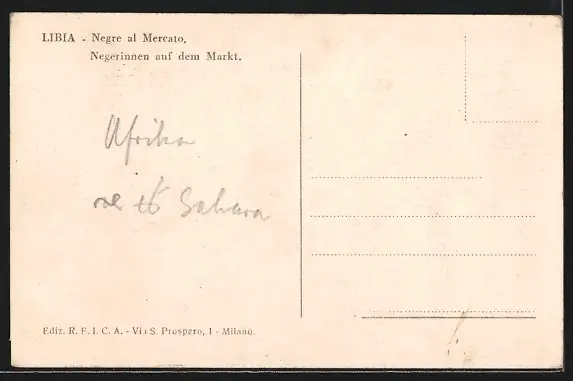 LIBIA - Negre al Mercato.
Negerinnen auf dem Markt.
Afrika
Sahara
Ediz. R. E. I. C. A. - Via S. Prospero, 1 - Milano.